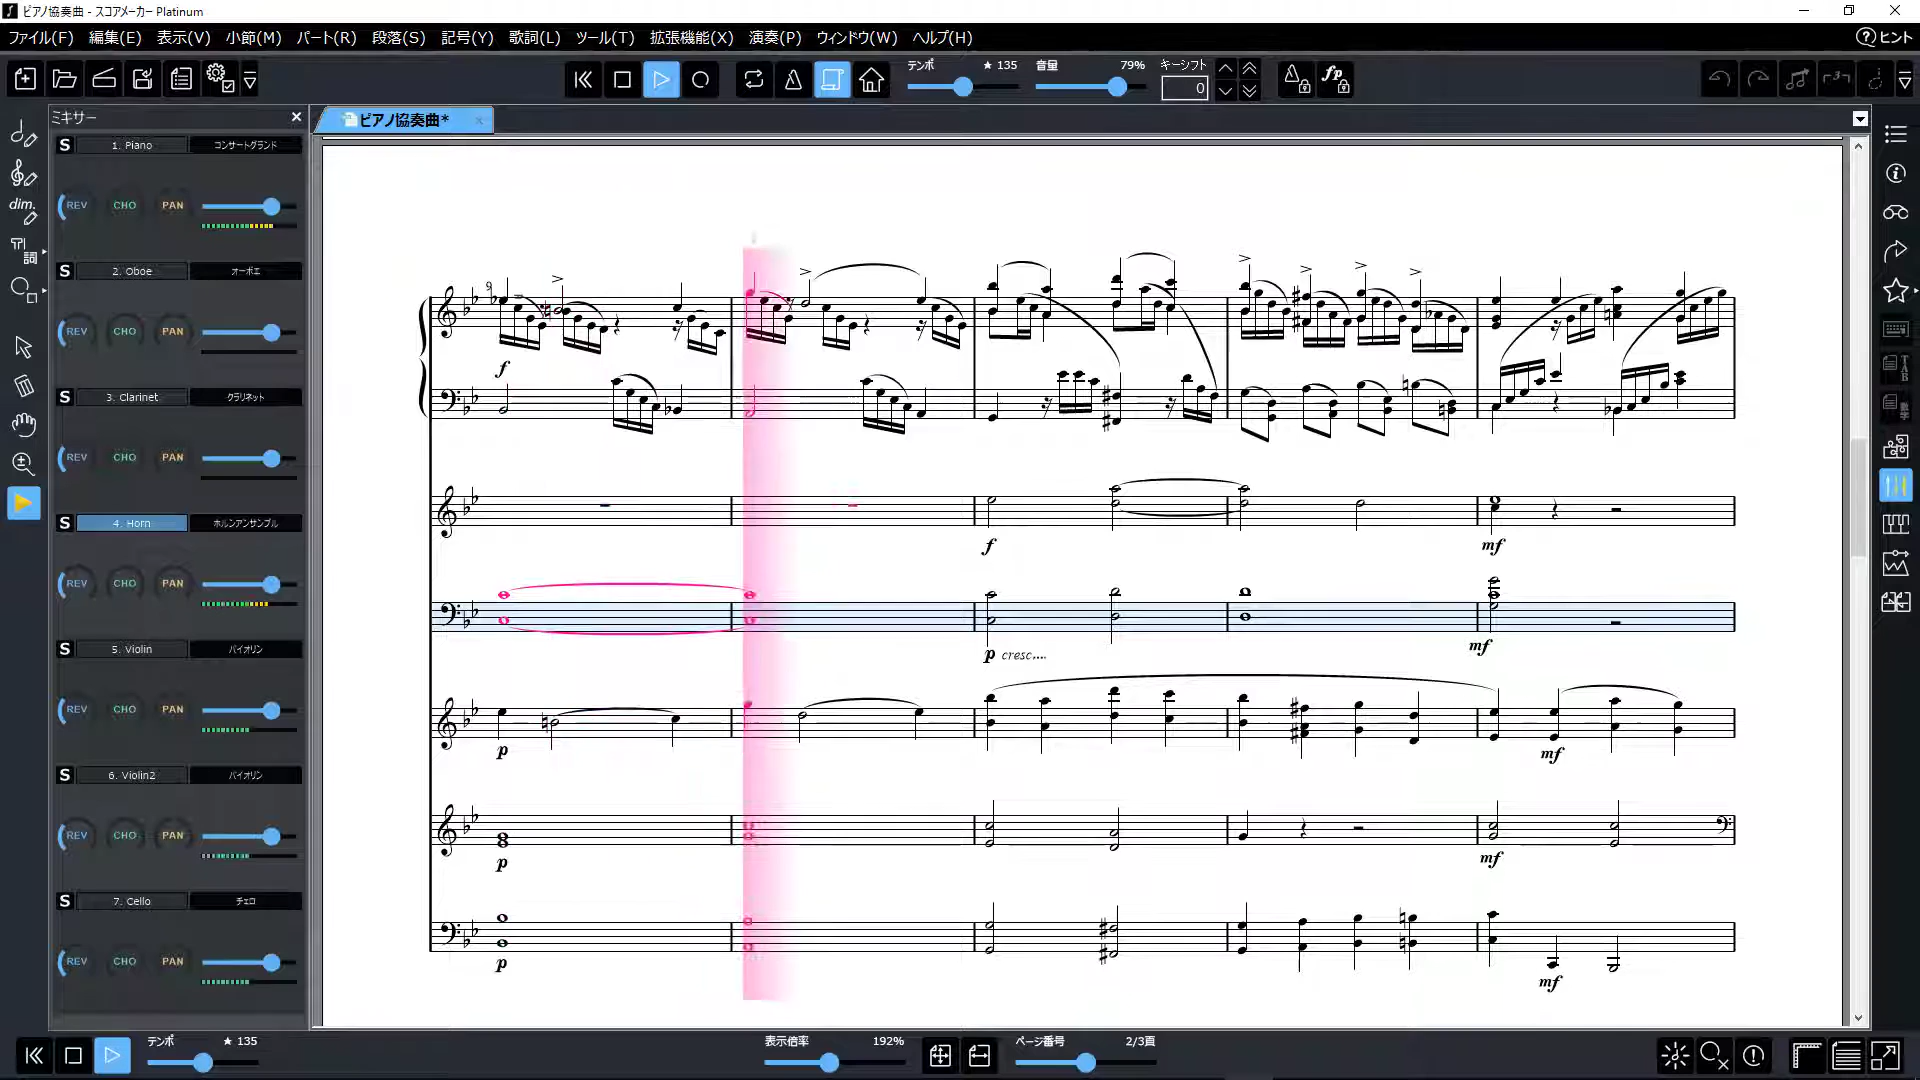 ピアノ協奏曲 - スコアメーカー Platinum
ファイル(F) 編集(E) 表示(V) 小節(M) パート(R) 段落(S) 記号(Y) 歌詞(L) ツール(T) 拡張機能(X) 演奏(P) ウィンドウ(W) ヘルプ(H) ヒント
テンポ ★ 135 音量 79% キーシフト 0 fp
ミキサー
ピアノ協奏曲*
S 1. Piano コンサートグランド
REV CHO PAN
S 2. Oboe オーボエ
REV CHO PAN
S 3. Clarinet クラリネット
REV CHO PAN
S 4. Horn ホルンアンサンブル
REV CHO PAN
S 5. Violin バイオリン
REV CHO PAN
S 6. Violin2 バイオリン
REV CHO PAN
S 7. Cello チェロ
REV CHO PAN
dim.
詞
TAB
数字
9
f
f mf
p cresc.... mf
p mf
p mf
p mf
テンポ ★ 135 表示倍率 192% ページ番号 2/3頁